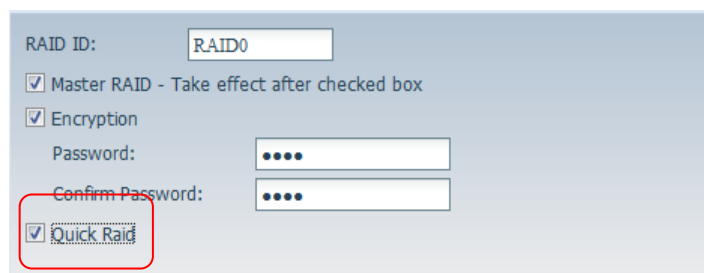 RAID ID: RAID0
Master RAID - Take effect after checked box
Encryption
Password: ●●●●
Confirm Password: ●●●●
Quick Raid